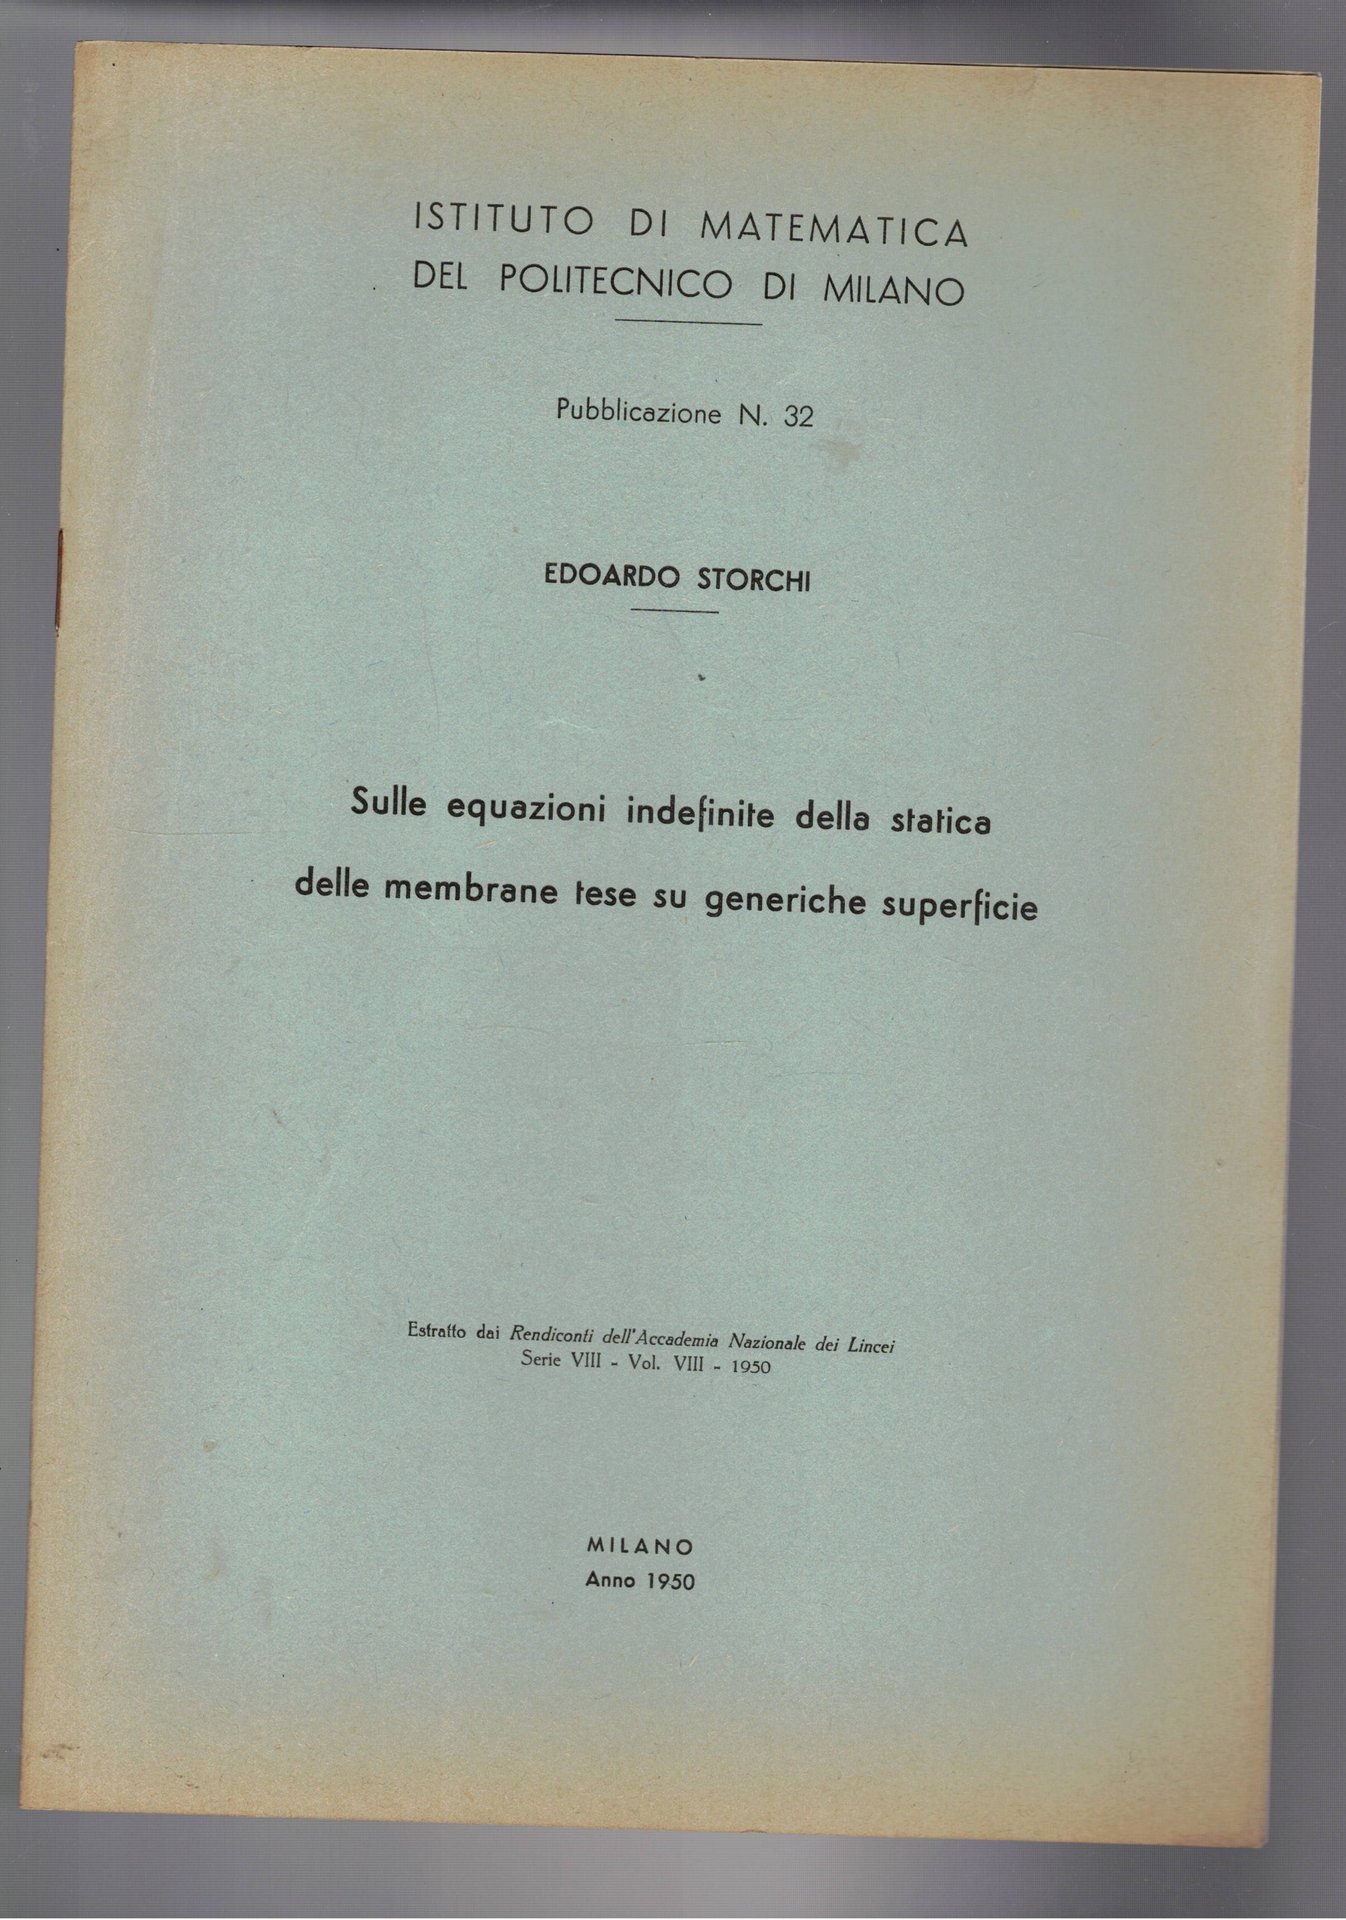 ISTITUTO DI MATEMATICA
DEL POLITECNICO DI MILANO
Pubblicazione N. 32
EDOARDO STORCHI
Sulle equazioni indefinite della statica
delle membrane tese su generiche superficie
Estratto dai Rendiconti dell'Accademia Nazionale dei Lincei
Serie VIII - Vol. VIII - 1950
MILANO
Anno 1950